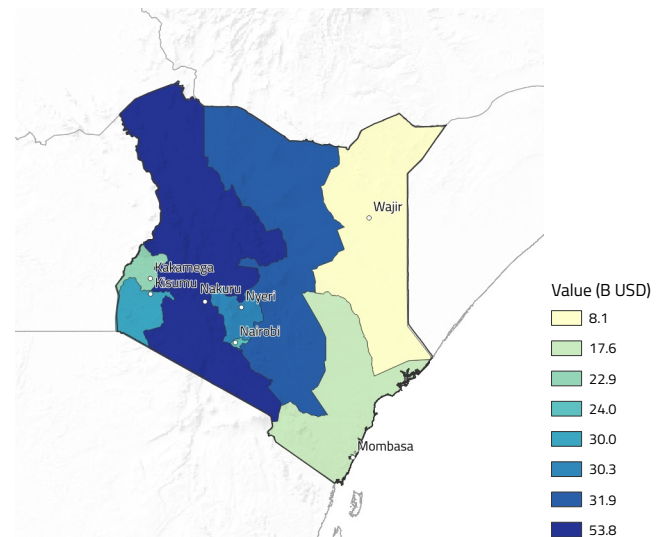 Wajir
Kakamega
Kisumu
Nakuru
Nyeri
Nairobi
Mombasa
Value (B USD)
8.1
17.6
22.9
24.0
30.0
30.3
31.9
53.8